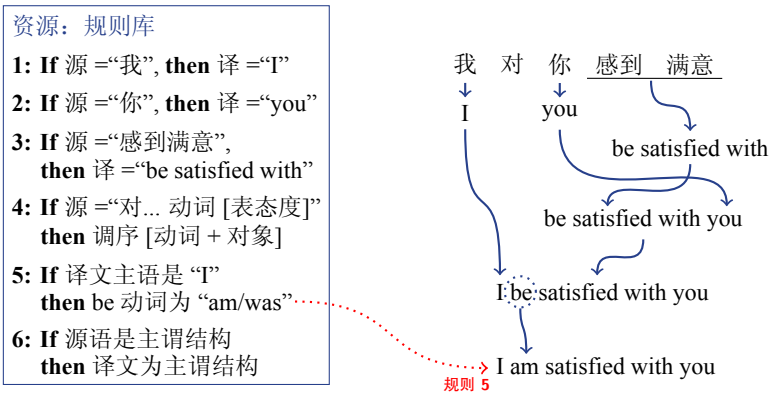 资源：规则库
1: If 源 =“我”, then 译 =“I”
2: If 源 =“你”, then 译 =“you”
3: If 源 =“感到满意”,
then 译 =“be satisfied with”
4: If 源 =“对... 动词 [表态度]”
then 调序 [动词 + 对象]
5: If 译文主语是 “I”
then be 动词为 “am/was”
6: If 源语是主谓结构
then 译文为主谓结构
我 对 你 感到 满意
I you
be satisfied with
be satisfied with you
I be satisfied with you
I am satisfied with you
规则 5